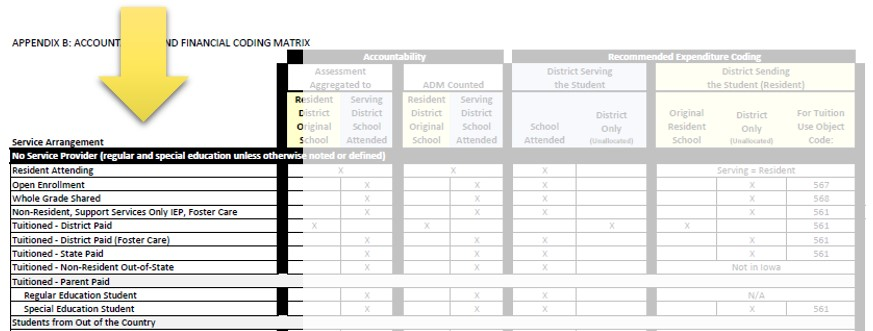 APPENDIX B: ACCOUNT ND FINANCIAL CODING MATRIX
Accountability Recommended Expenditure Coding
Assessment Aggregated to ADM Counted District Serving the Student District Sending the Student (Resident)
Service Arrangement Resident District Original School Serving District School Attended Resident District Original School Serving District School Attended School Attended District Only (Unallocated) Original Resident School District Only (Unallocated) For Tuition Use Object Code:
No Service Provider (regular and special education unless otherwise noted or defined)
Resident Attending X X X Serving = Resident
Open Enrollment X X X X 567
Whole Grade Shared X X X X 568
Non-Resident, Support Services Only IEP, Foster Care X X X X 561
Tuitioned - District Paid X X X X 561
Tuitioned - District Paid (Foster Care) X X X X 561
Tuitioned - State Paid X X X X 561
Tuitioned - Non-Resident Out-of-State X X X Not in Iowa
Tuitioned - Parent Paid
Regular Education Student X X X N/A
Special Education Student X X X X 561
Students from Out of the Country